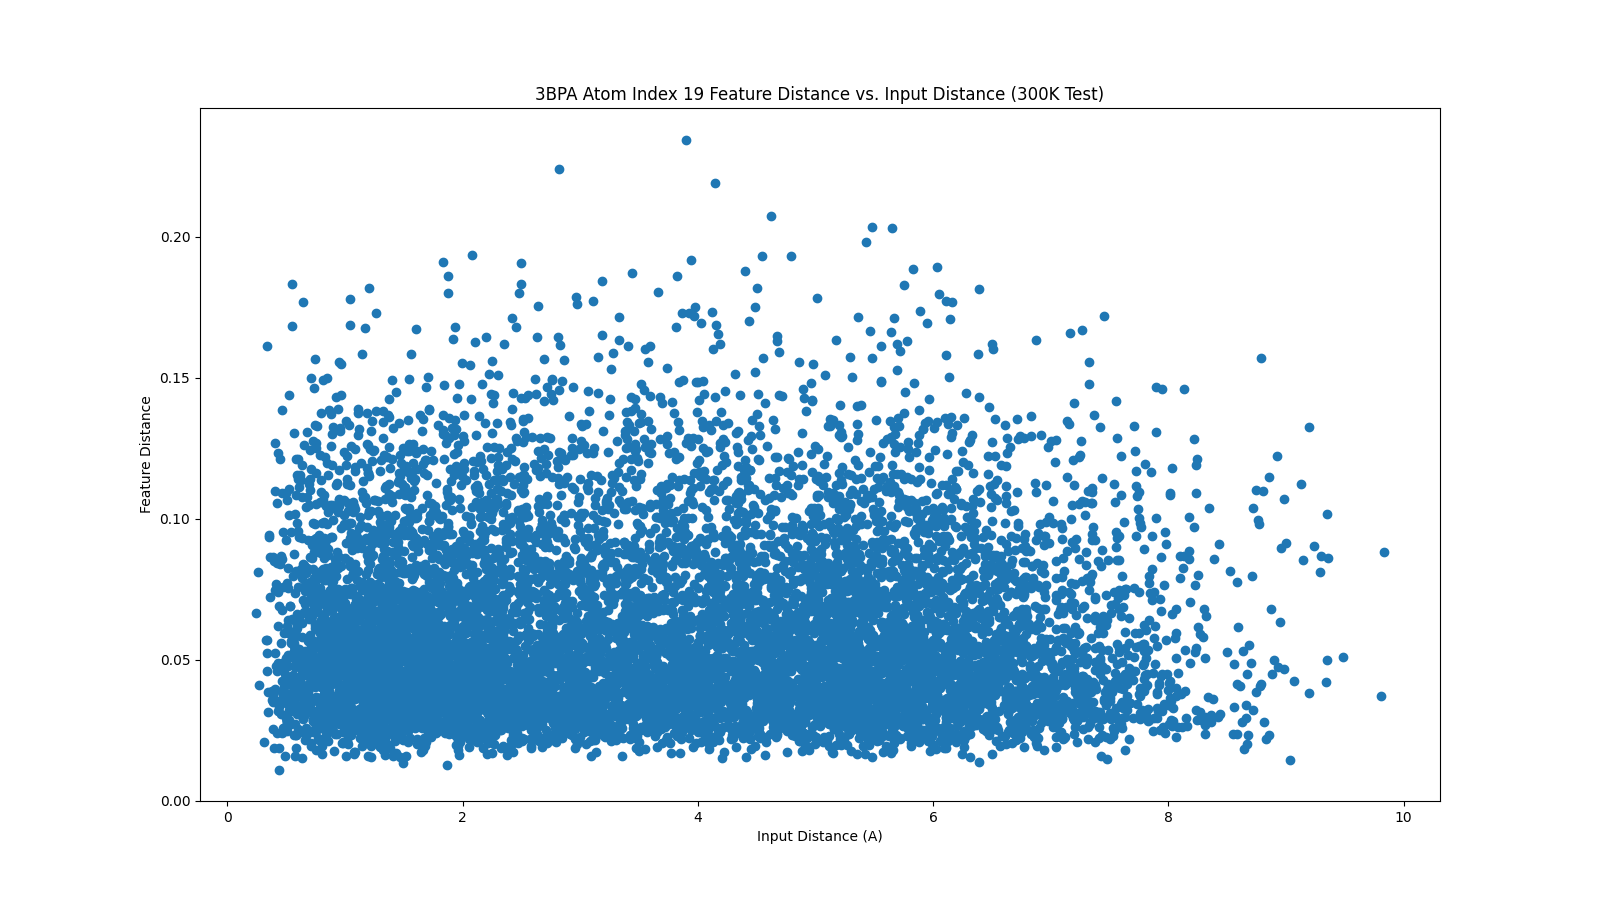 3BPA Atom Index 19 Feature Distance vs. Input Distance (300K Test)
Feature Distance
0.20
0.15
0.10
0.05
0.00
0 2 4 6 8 10
Input Distance (A)